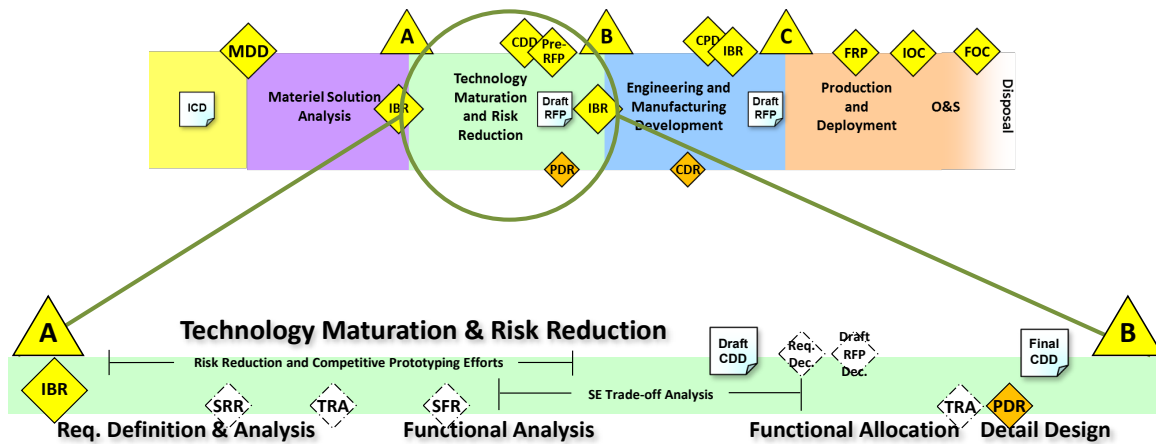 A
B
C
MDD
CDD
Pre-
RFP
CPD
IBR
FRP
IOC
FOC
ICD
Materiel Solution
Analysis
IBR
Technology
Maturation
and Risk
Reduction
Draft
RFP
IBR
Engineering and
Manufacturing
Development
Draft
RFP
Production
and
Deployment
O&S
Disposal
PDR
CDR
A
B
Technology Maturation & Risk Reduction
Risk Reduction and Competitive Prototyping Efforts
Draft
CDD
Req.
Dec.
Draft
RFP
Dec.
Final
CDD
IBR
SRR
TRA
SFR
SE Trade-off Analysis
TRA
PDR
Req. Definition & Analysis
Functional Analysis
Functional Allocation
Detail Design